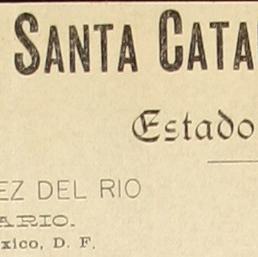 SANTA CATA
Estado
EZ DEL RIO
ARIO.
xico, D. F.